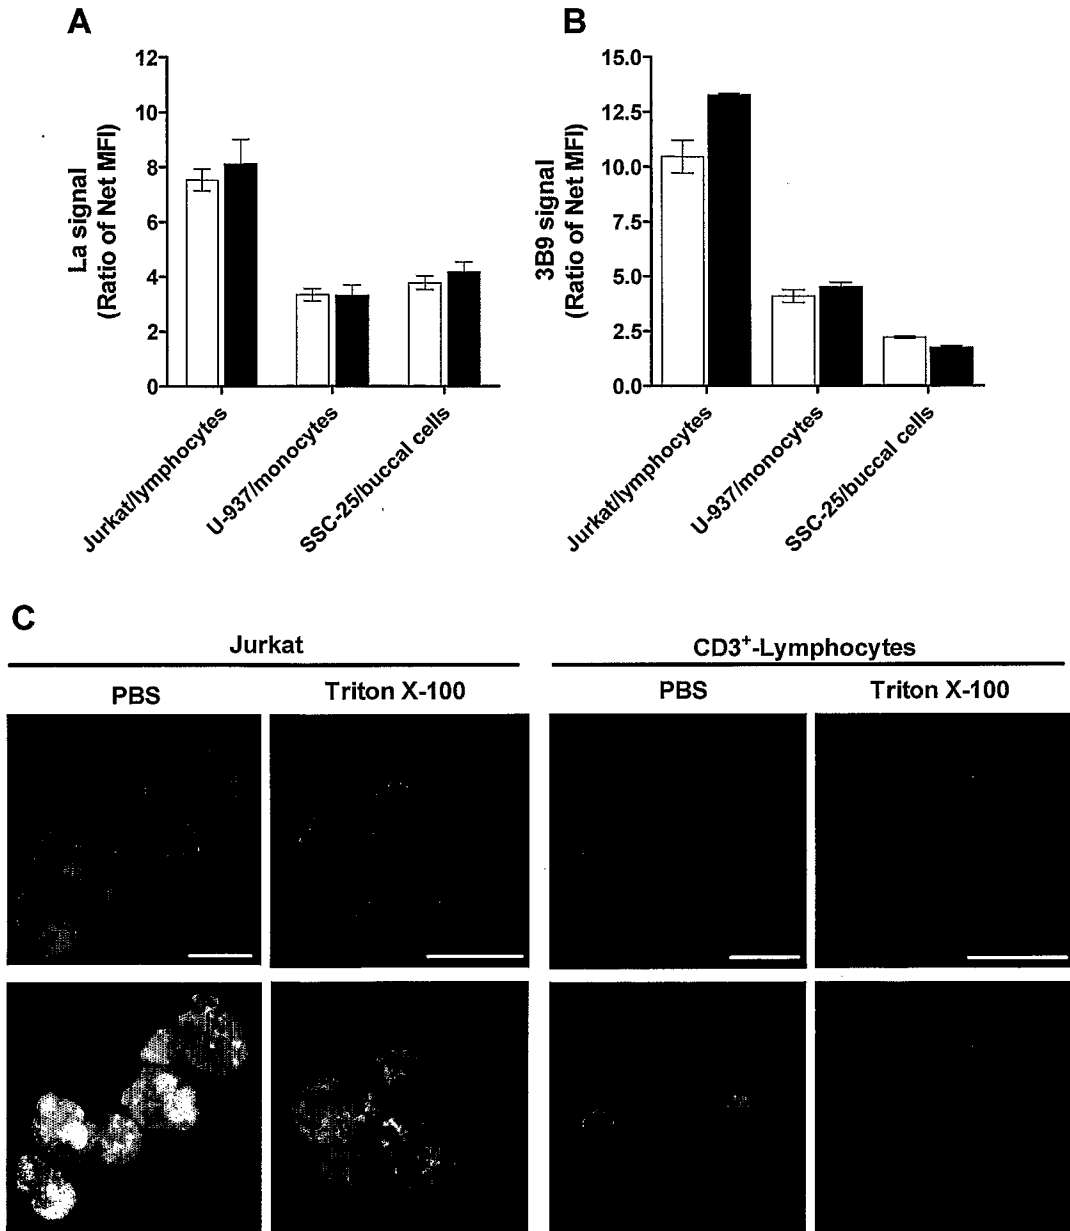 A
La signal
(Ratio of Net MFI)
12
10
8
6
4
2
0
Jurkat/lymphocytes
U-937/monocytes
SSC-25/buccal cells
B
3B9 signal
(Ratio of Net MFI)
15.0
12.5
10.0
7.5
5.0
2.5
0.0
Jurkat/lymphocytes
U-937/monocytes
SSC-25/buccal cells
C
Jurkat
CD3⁺-Lymphocytes
PBS
Triton X-100
PBS
Triton X-100